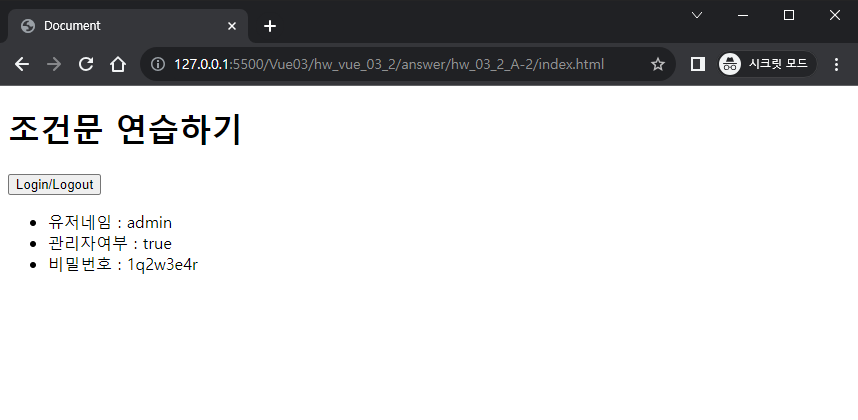 Document
127.0.0.1:5500/Vue03/hw_vue_03_2/answer/hw_03_2_A-2/index.html
시크릿 모드
조건문 연습하기
Login/Logout
유저네임 : admin
관리자여부 : true
비밀번호 : 1q2w3e4r